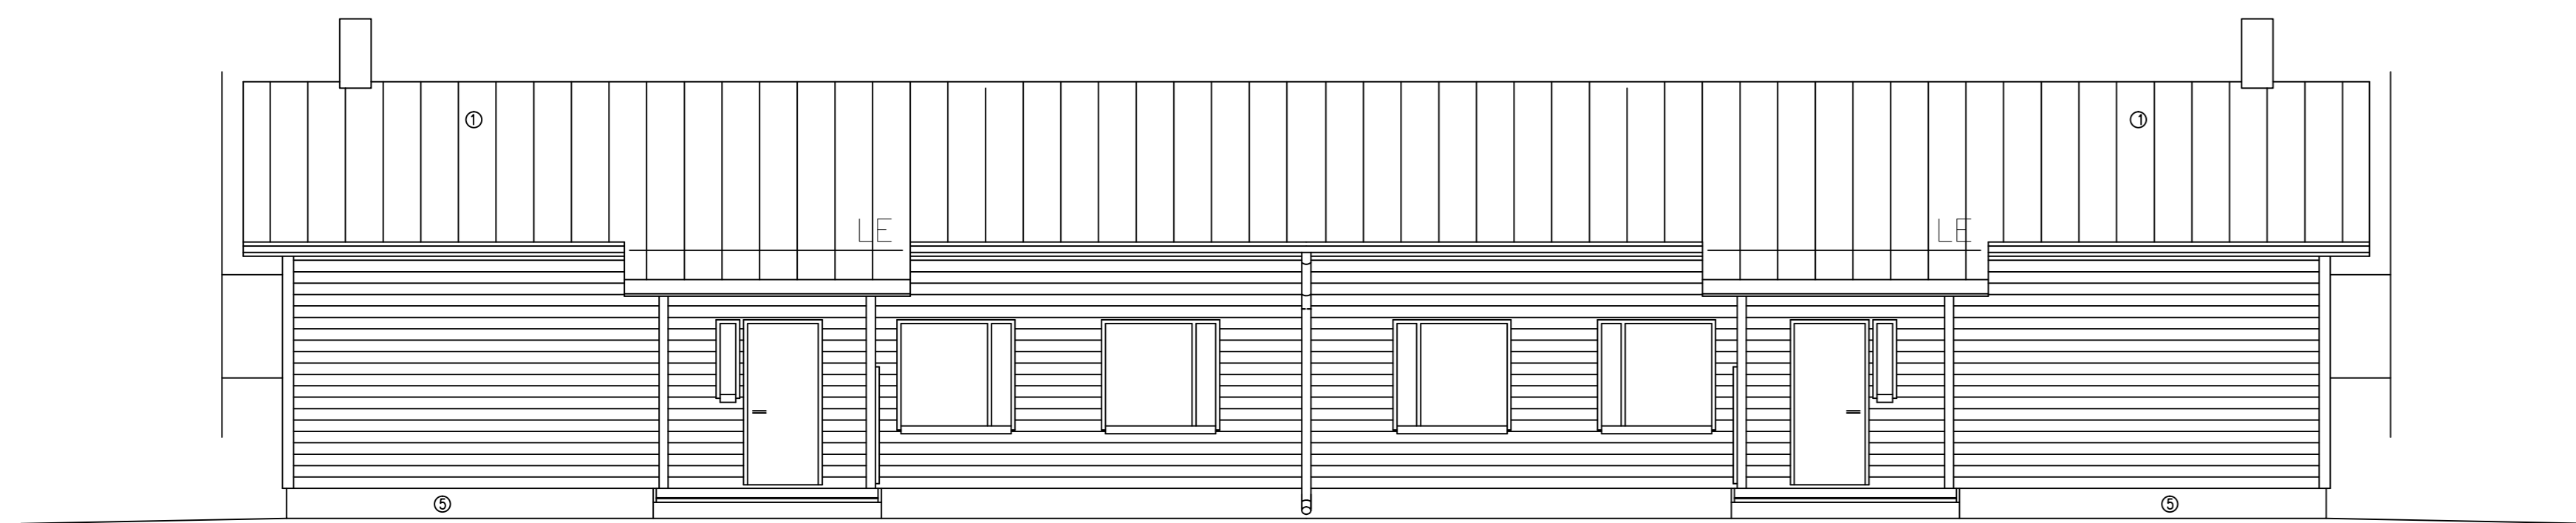 ① ①
LE LE
⑤ ⑤